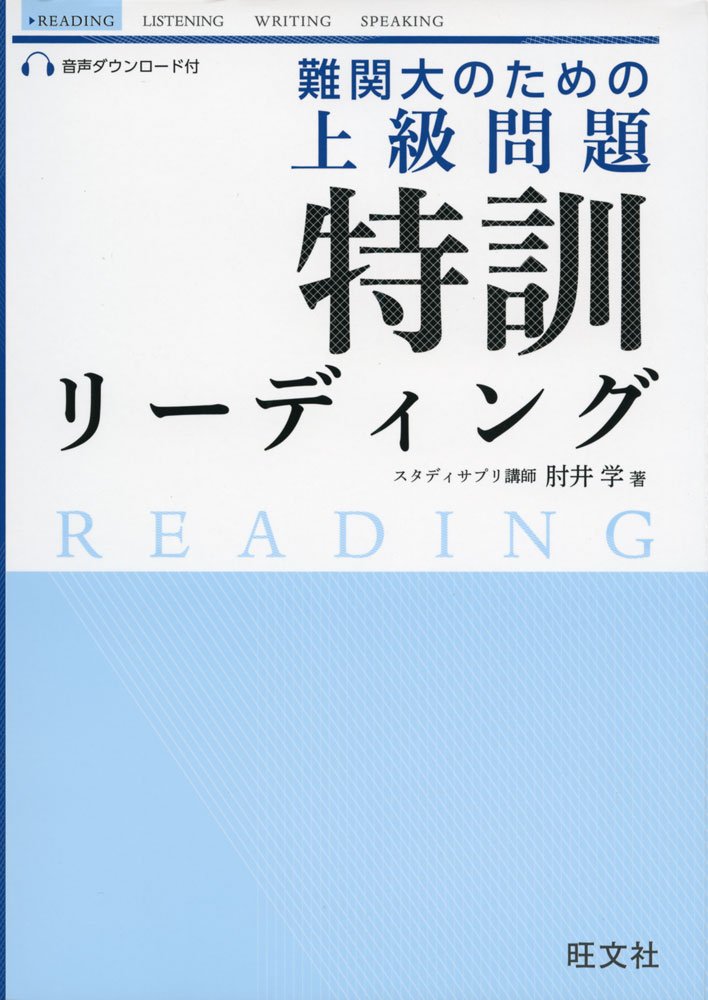 ▶READING LISTENING WRITING SPEAKING
音声ダウンロード付
難関大のための
上級問題
特訓
リーディング
スタディサプリ講師 肘井 学 著
READING
旺文社